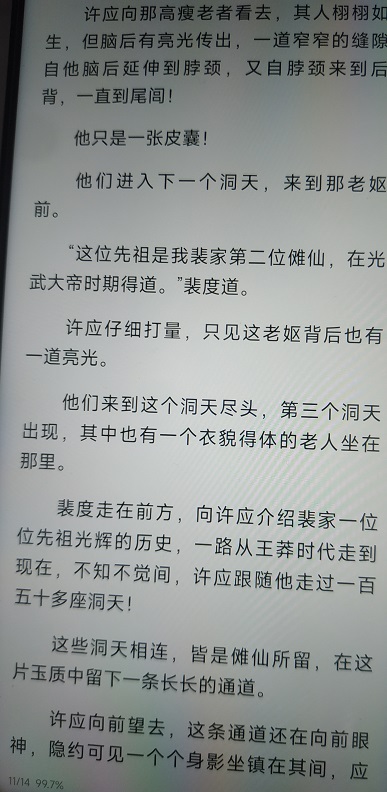 许应向那高瘦老者看去，其人栩栩如
生，但脑后有亮光传出，一道窄窄的缝隙
自他脑后延伸到脖颈，又自脖颈来到后
背，一直到尾闾！
他只是一张皮囊！
他们进入下一个洞天，来到那老妪
前。
“这位先祖是我裴家第二位傩仙，在光
武大帝时期得道。”裴度道。
许应仔细打量，只见这老妪背后也有
一道亮光。
他们来到这个洞天尽头，第三个洞天
出现，其中也有一个衣貌得体的老人坐在
那里。
裴度走在前方，向许应介绍裴家一位
位先祖光辉的历史，一路从王莽时代走到
现在，不知不觉间，许应跟随他走过一百
五十多座洞天！
这些洞天相连，皆是傩仙所留，在这
片玉质中留下一条长长的通道。
许应向前望去，这条通道还在向前眼
神，隐约可见一个个身影坐镇在其间，应
11/14 99.7%